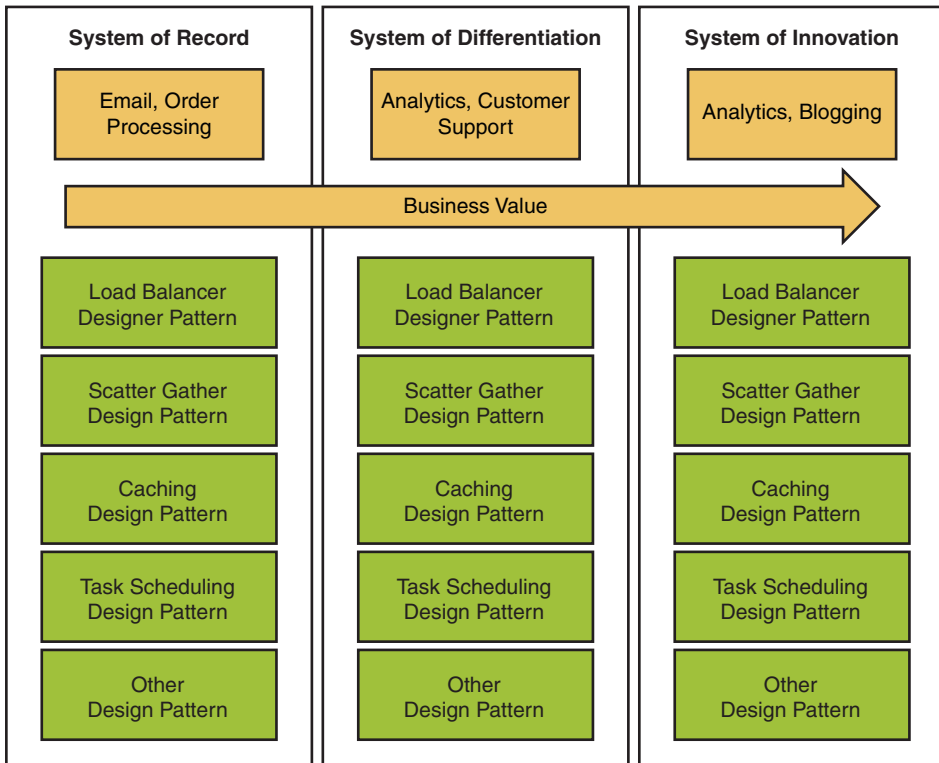 System of Record
Email, Order
Processing
System of Differentiation
Analytics, Customer
Support
System of Innovation
Analytics, Blogging
Business Value
Load Balancer
Designer Pattern
Scatter Gather
Design Pattern
Caching
Design Pattern
Task Scheduling
Design Pattern
Other
Design Pattern
Load Balancer
Designer Pattern
Scatter Gather
Design Pattern
Caching
Design Pattern
Task Scheduling
Design Pattern
Other
Design Pattern
Load Balancer
Designer Pattern
Scatter Gather
Design Pattern
Caching
Design Pattern
Task Scheduling
Design Pattern
Other
Design Pattern